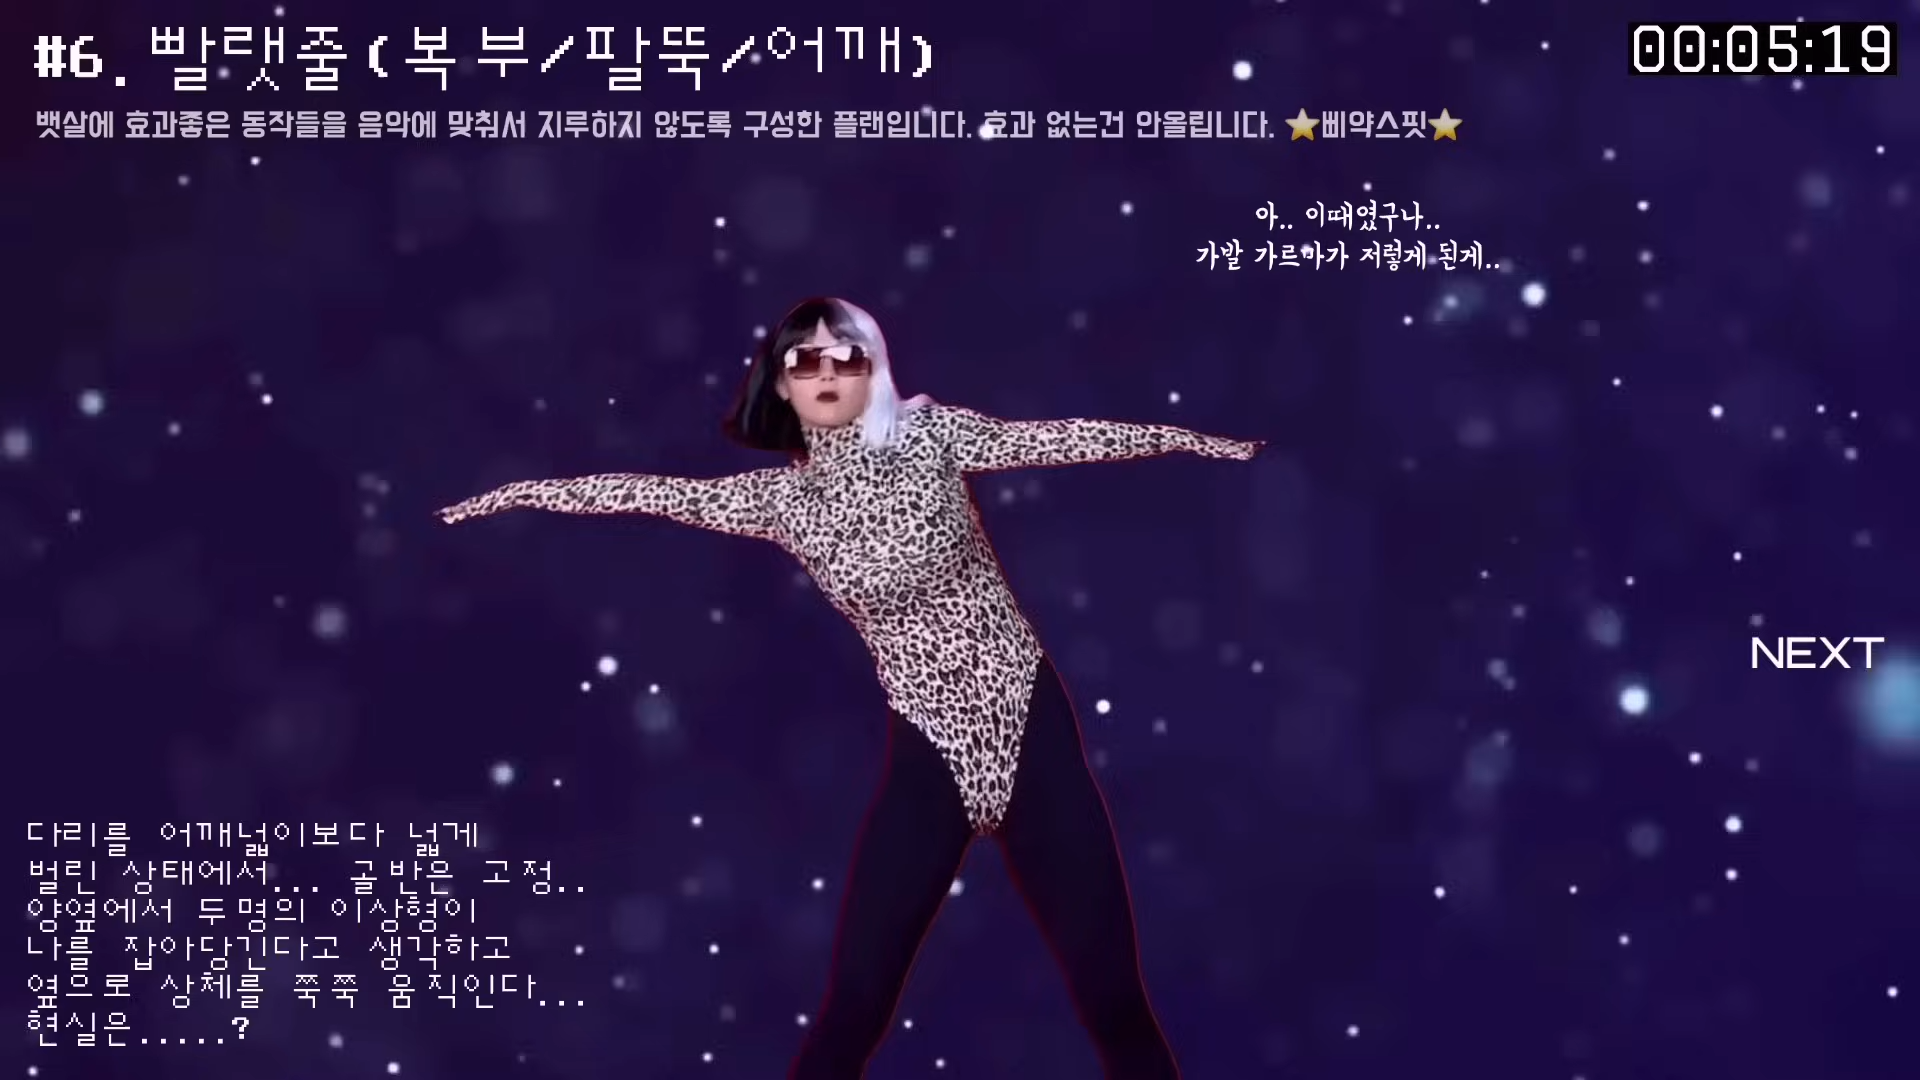 #6. 빨랫줄(복부/팔뚝/어깨)
00:05:19
뱃살에 효과좋은 동작들을 음악에 맞춰서 지루하지 않도록 구성한 플랜입니다. 효과 없는건 안올립니다. ⭐삐약스핏⭐
아.. 이때였구나..
가발 가르마가 저렇게 된게..
NEXT
다리를 어깨넓이보다 넓게
벌린 상태에서... 골반은 고정..
양옆에서 두명의 이상형이
나를 잡아당긴다고 생각하고
옆으로 상체를 쭉쭉 움직인다...
현실은.....?